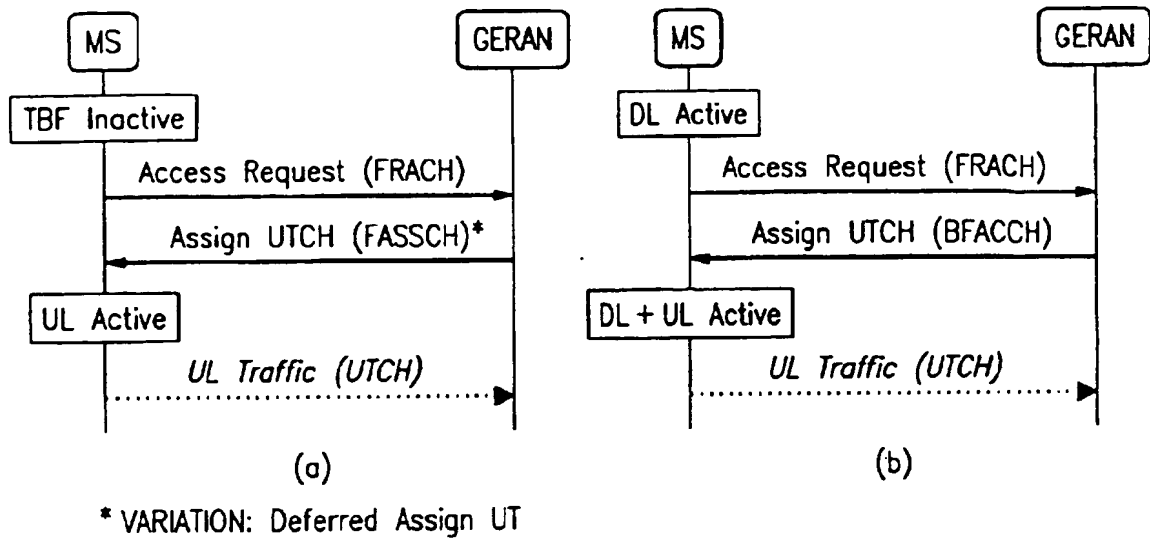 MS
GERAN
TBF Inactive
Access Request (FRACH)
Assign UTCH (FASSCH)*
UL Active
UL Traffic (UTCH)
(a)
MS
GERAN
DL Active
Access Request (FRACH)
Assign UTCH (BFACCH)
DL + UL Active
UL Traffic (UTCH)
(b)
* VARIATION: Deferred Assign UT